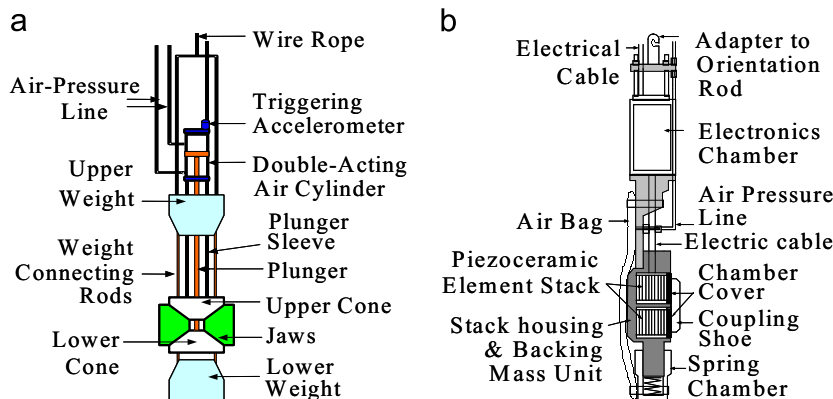 a
Wire Rope
Air-Pressure
Line
Triggering
Accelerometer
Upper
Weight
Double-Acting
Air Cylinder
Plunger
Sleeve
Weight
Connecting
Rods
Plunger
Upper Cone
Lower
Cone
Jaws
Lower
Weight
b
Electrical
Cable
Adapter to
Orientation
Rod
Electronics
Chamber
Air Bag
Air Pressure
Line
Electric cable
Piezoceramic
Element Stack
Chamber
Cover
Stack housing
& Backing
Mass Unit
Coupling
Shoe
Spring
Chamber